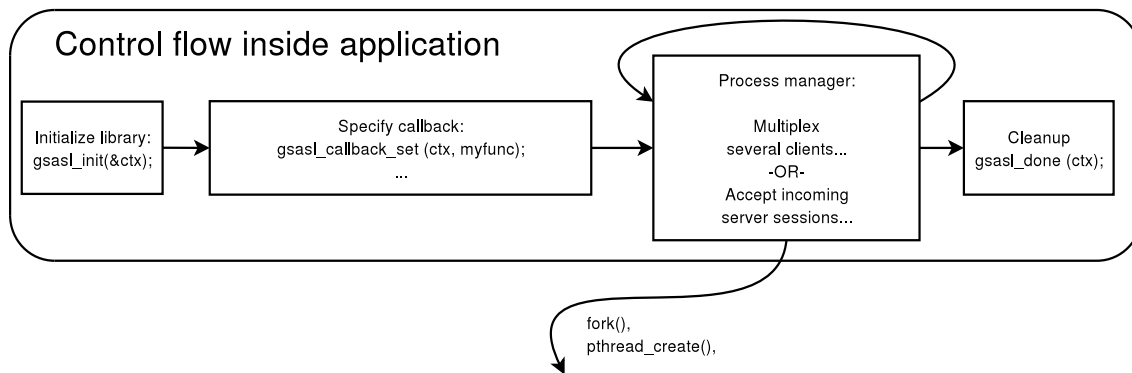 Control flow inside application
Initialize library:
gsasl_init(&ctx);
Specify callback:
gsasl_callback_set (ctx, myfunc);
...
Process manager:
Multiplex
several clients...
-OR-
Accept incoming
server sessions...
Cleanup
gsasl_done (ctx);
fork(),
pthread_create(),